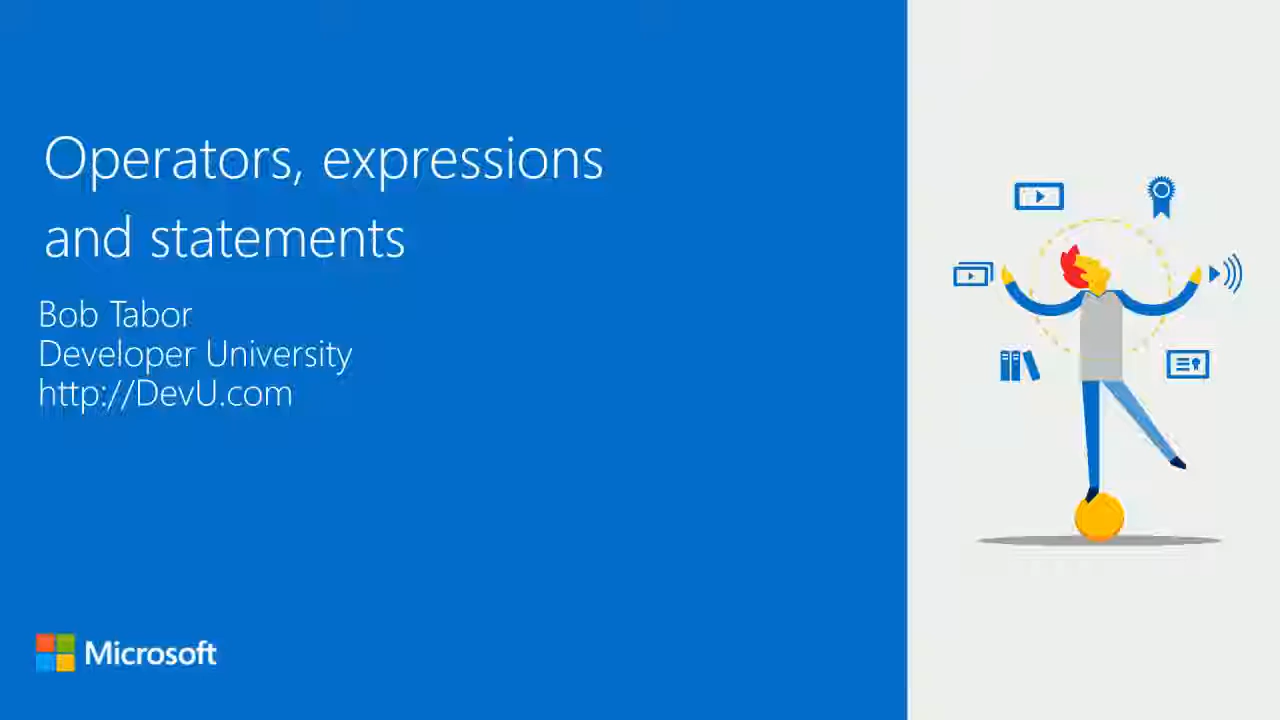 Operators, expressions
and statements
Bob Tabor
Developer University
http://DevU.com
Microsoft